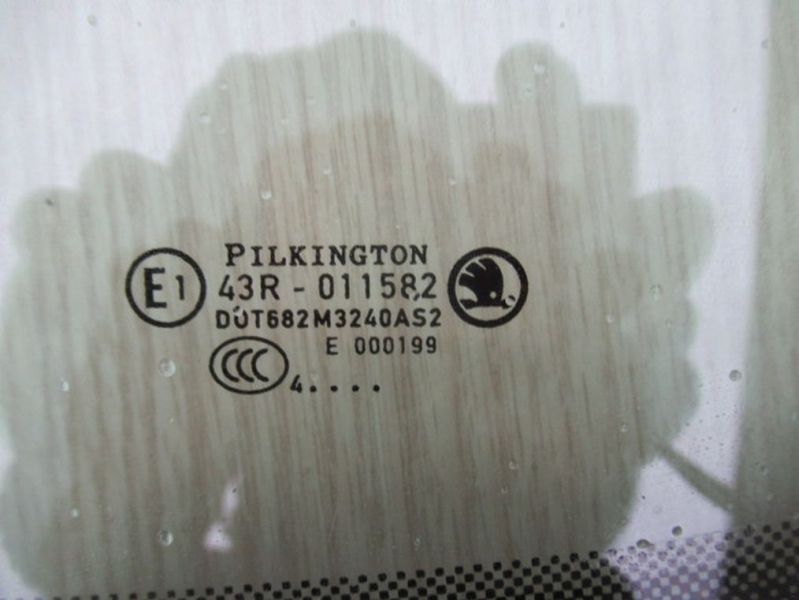 PILKINGTON
E1 43R - 011582
DOT682M3240AS2
E 000199
CCC 4....